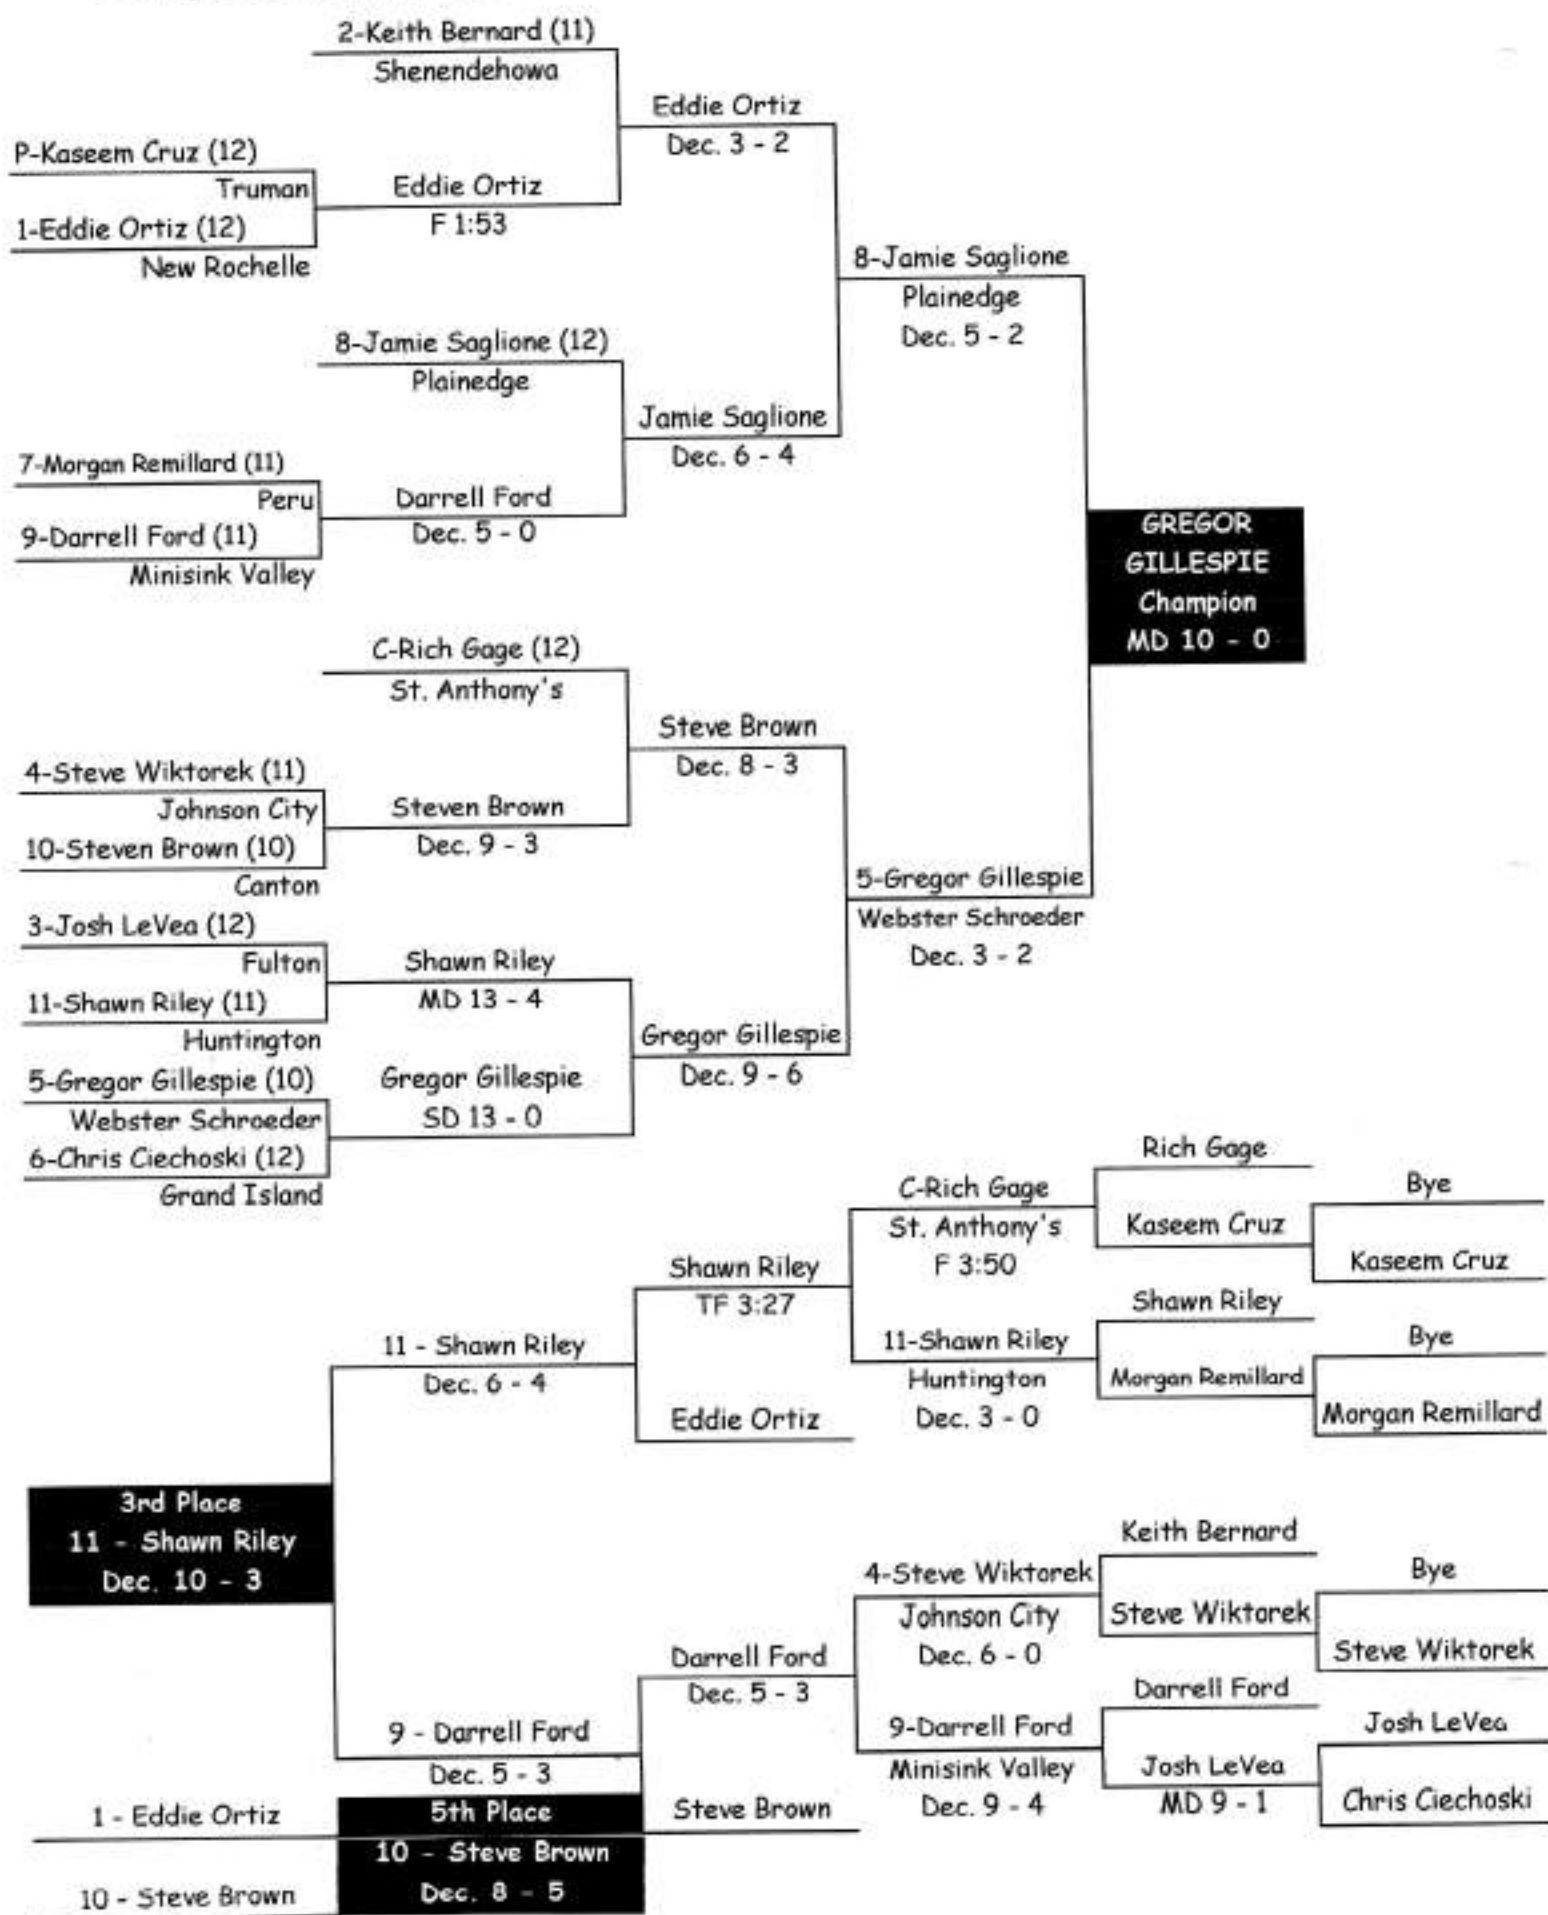 2-Keith Bernard (11)
Shenendehowa
Eddie Ortiz
Dec. 3 - 2
P-Kaseem Cruz (12)
Truman
Eddie Ortiz
F 1:53
1-Eddie Ortiz (12)
New Rochelle
8-Jamie Saglione
Plainedge
Dec. 5 - 2
8-Jamie Saglione (12)
Plainedge
Jamie Saglione
Dec. 6 - 4
7-Morgan Remillard (11)
Peru
Darrell Ford
Dec. 5 - 0
9-Darrell Ford (11)
Minisink Valley
GREGOR
GILLESPIE
Champion
MD 10 - 0
C-Rich Gage (12)
St. Anthony's
Steve Brown
Dec. 8 - 3
4-Steve Wiktorek (11)
Johnson City
Steven Brown
Dec. 9 - 3
10-Steven Brown (10)
Canton
5-Gregor Gillespie
Webster Schroeder
Dec. 3 - 2
3-Josh LeVea (12)
Fulton
Shawn Riley
MD 13 - 4
11-Shawn Riley (11)
Huntington
Gregor Gillespie
Dec. 9 - 6
5-Gregor Gillespie (10)
Webster Schroeder
Gregor Gillespie
SD 13 - 0
6-Chris Ciechoski (12)
Grand Island
Rich Gage
Bye
C-Rich Gage
St. Anthony's
F 3:50
Kaseem Cruz
Kaseem Cruz
Shawn Riley
TF 3:27
Shawn Riley
Bye
11 - Shawn Riley
Dec. 6 - 4
11-Shawn Riley
Huntington
Dec. 3 - 0
Morgan Remillard
Morgan Remillard
Eddie Ortiz
3rd Place
11 - Shawn Riley
Dec. 10 - 3
Keith Bernard
Bye
4-Steve Wiktorek
Johnson City
Dec. 6 - 0
Steve Wiktorek
Steve Wiktorek
Darrell Ford
Dec. 5 - 3
Darrell Ford
Josh LeVea
9 - Darrell Ford
Dec. 5 - 3
9-Darrell Ford
Minisink Valley
Dec. 9 - 4
Josh LeVea
MD 9 - 1
Chris Ciechoski
Steve Brown
1 - Eddie Ortiz
5th Place
10 - Steve Brown
Dec. 8 - 5
10 - Steve Brown